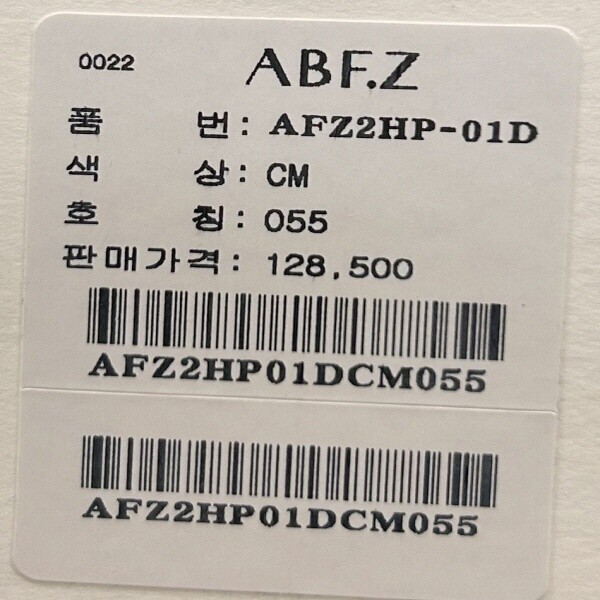 0022 ABF.Z
품 번: AFZ2HP-01D
색 상: CM
호 칭: 055
판매가격: 128,500
AFZ2HP01DCM055
AFZ2HP01DCM055